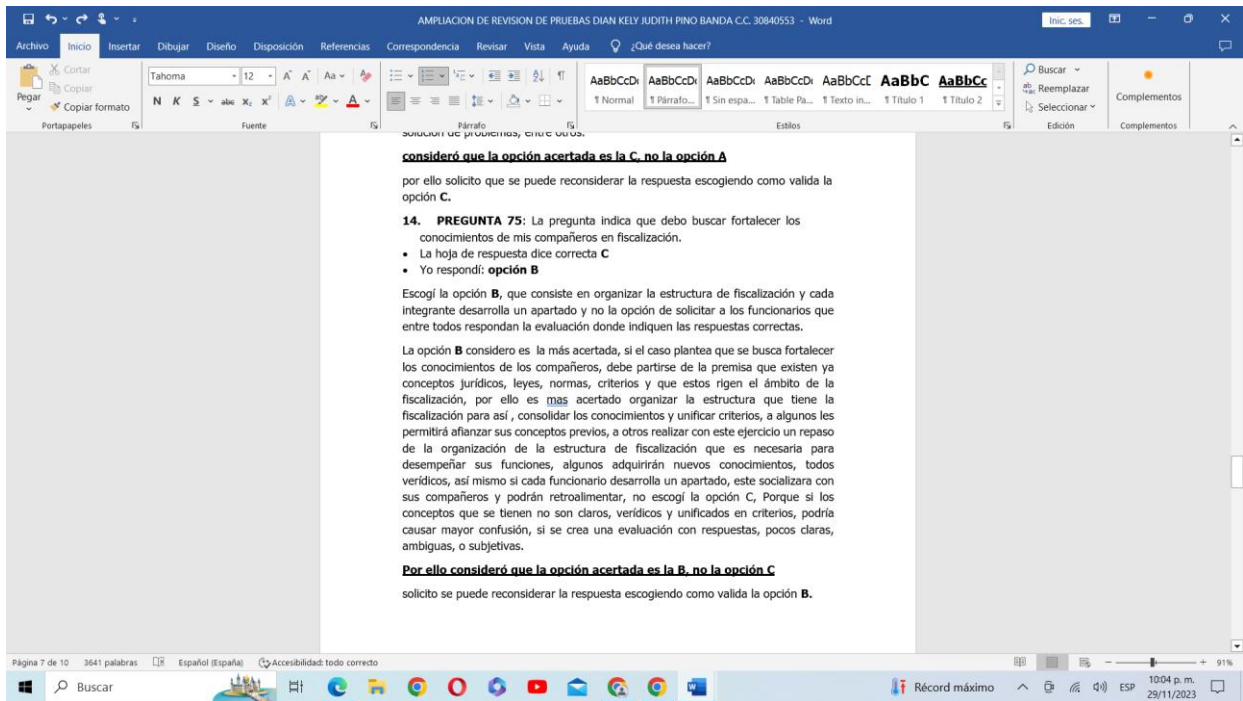 AMPLIACION DE REVISION DE PRUEBAS DIAN KELY JUDITH PINO BANDA C.C. 30840553 - Word
Inic. ses.
Archivo Inicio Insertar Dibujar Diseño Disposición Referencias Correspondencia Revisar Vista Ayuda ¿Qué desea hacer?
Pegar
Cortar
Copiar
Copiar formato
Portapapeles
Tahoma 12 A A Aa
N K S abc X₂ X² A A
Fuente
Párrafo
AaBbCcDc AaBbCcDc AaBbCcDc AaBbCcDc AaBbCcE AaBbC AaBbCc
¶ Normal ¶ Párrafo... ¶ Sin espa... ¶ Table Pa... ¶ Texto in... ¶ Título 1 ¶ Título 2
Estilos
Buscar
Reemplazar
Seleccionar
Edición
Complementos
Complementos
solución de problemas, entre otros.
consideró que la opción acertada es la C, no la opción A
por ello solicito que se puede reconsiderar la respuesta escogiendo como valida la
opción C.
14. PREGUNTA 75: La pregunta indica que debo buscar fortalecer los
conocimientos de mis compañeros en fiscalización.
• La hoja de respuesta dice correcta C
• Yo respondí: opción B
Escogí la opción B, que consiste en organizar la estructura de fiscalización y cada
integrante desarrolla un apartado y no la opción de solicitar a los funcionarios que
entre todos respondan la evaluación donde indiquen las respuestas correctas.
La opción B considero es la más acertada, si el caso plantea que se busca fortalecer
los conocimientos de los compañeros, debe partirse de la premisa que existen ya
conceptos jurídicos, leyes, normas, criterios y que estos rigen el ámbito de la
fiscalización, por ello es mas acertado organizar la estructura que tiene la
fiscalización para así , consolidar los conocimientos y unificar criterios, a algunos les
permitirá afianzar sus conceptos previos, a otros realizar con este ejercicio un repaso
de la organización de la estructura de fiscalización que es necesaria para
desempeñar sus funciones, algunos adquirirán nuevos conocimientos, todos
verídicos, así mismo si cada funcionario desarrolla un apartado, este socializara con
sus compañeros y podrán retroalimentar, no escogí la opción C, Porque si los
conceptos que se tienen no son claros, verídicos y unificados en criterios, podría
causar mayor confusión, si se crea una evaluación con respuestas, pocos claras,
ambiguas, o subjetivas.
Por ello consideró que la opción acertada es la B, no la opción C
solicito se puede reconsiderar la respuesta escogiendo como valida la opción B.
Página 7 de 10 3641 palabras Español (España) Accesibilidad: todo correcto
91%
Buscar
Récord máximo
ESP
10:04 p. m.
29/11/2023